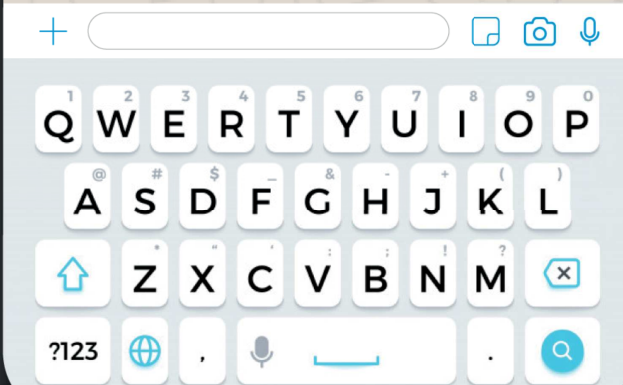 1 2 3 4 5 6 7 8 9 0
Q W E R T Y U I O P
@ # $ _ & - + ( )
A S D F G H J K L
* " ' : ; ! ?
Z X C V B N M
?123 , .